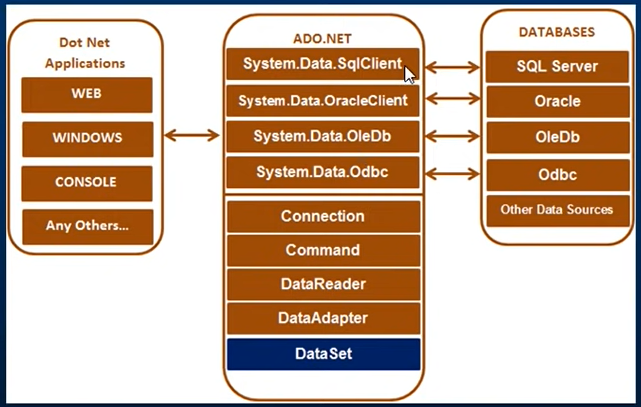 Dot Net
Applications
WEB
WINDOWS
CONSOLE
Any Others...
ADO.NET
System.Data.SqlClient
System.Data.OracleClient
System.Data.OleDb
System.Data.Odbc
Connection
Command
DataReader
DataAdapter
DataSet
DATABASES
SQL Server
Oracle
OleDb
Odbc
Other Data Sources